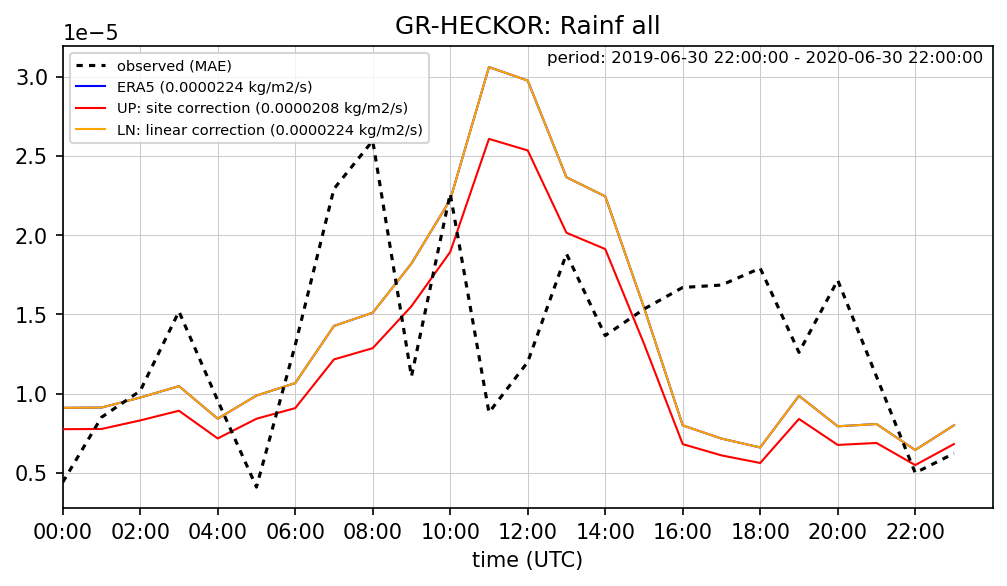 GR-HECKOR: Rainf all
1e−5
period: 2019-06-30 22:00:00 - 2020-06-30 22:00:00
observed (MAE)
ERA5 (0.0000224 kg/m2/s)
UP: site correction (0.0000208 kg/m2/s)
LN: linear correction (0.0000224 kg/m2/s)
3.0
2.5
2.0
1.5
1.0
0.5
00:00 02:00 04:00 06:00 08:00 10:00 12:00 14:00 16:00 18:00 20:00 22:00
time (UTC)